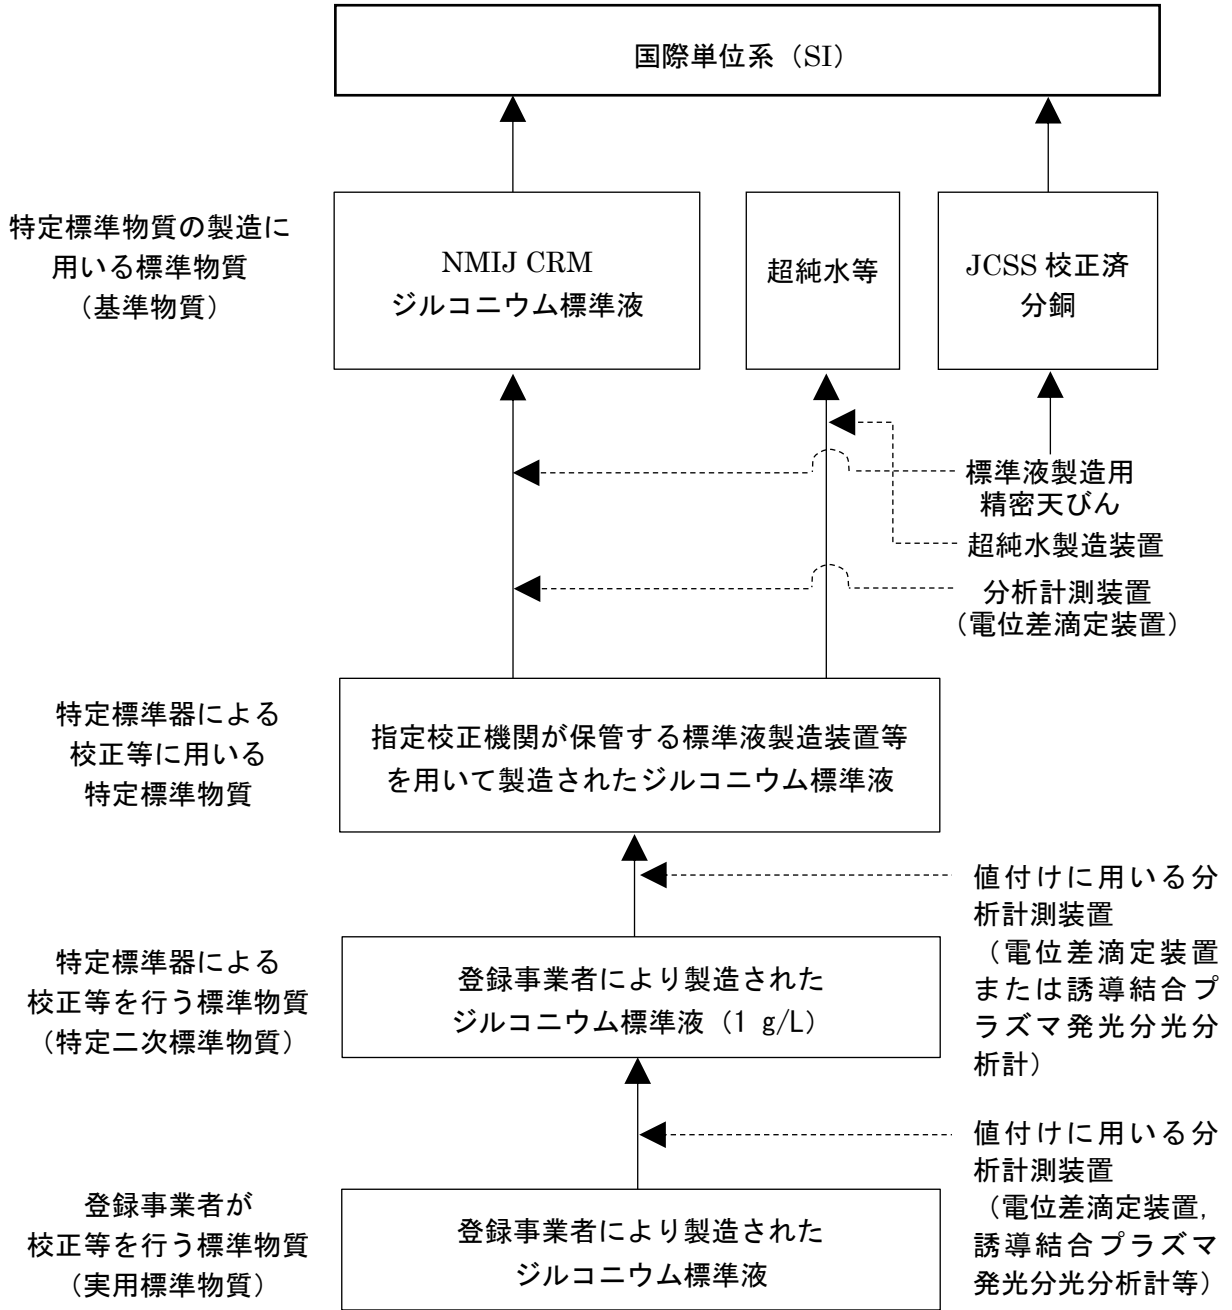 国際単位系（SI）
特定標準物質の製造に
用いる標準物質
（基準物質）
NMIJ CRM
ジルコニウム標準液
超純水等
JCSS 校正済
分銅
標準液製造用
精密天びん
超純水製造装置
分析計測装置
（電位差滴定装置）
特定標準器による
校正等に用いる
特定標準物質
指定校正機関が保管する標準液製造装置等
を用いて製造されたジルコニウム標準液
値付けに用いる分
析計測装置
（電位差滴定装置
または誘導結合プ
ラズマ発光分光分
析計）
特定標準器による
校正等を行う標準物質
（特定二次標準物質）
登録事業者により製造された
ジルコニウム標準液（1 g/L）
値付けに用いる分
析計測装置
（電位差滴定装置,
誘導結合プラズマ
発光分光分析計等）
登録事業者が
校正等を行う標準物質
（実用標準物質）
登録事業者により製造された
ジルコニウム標準液